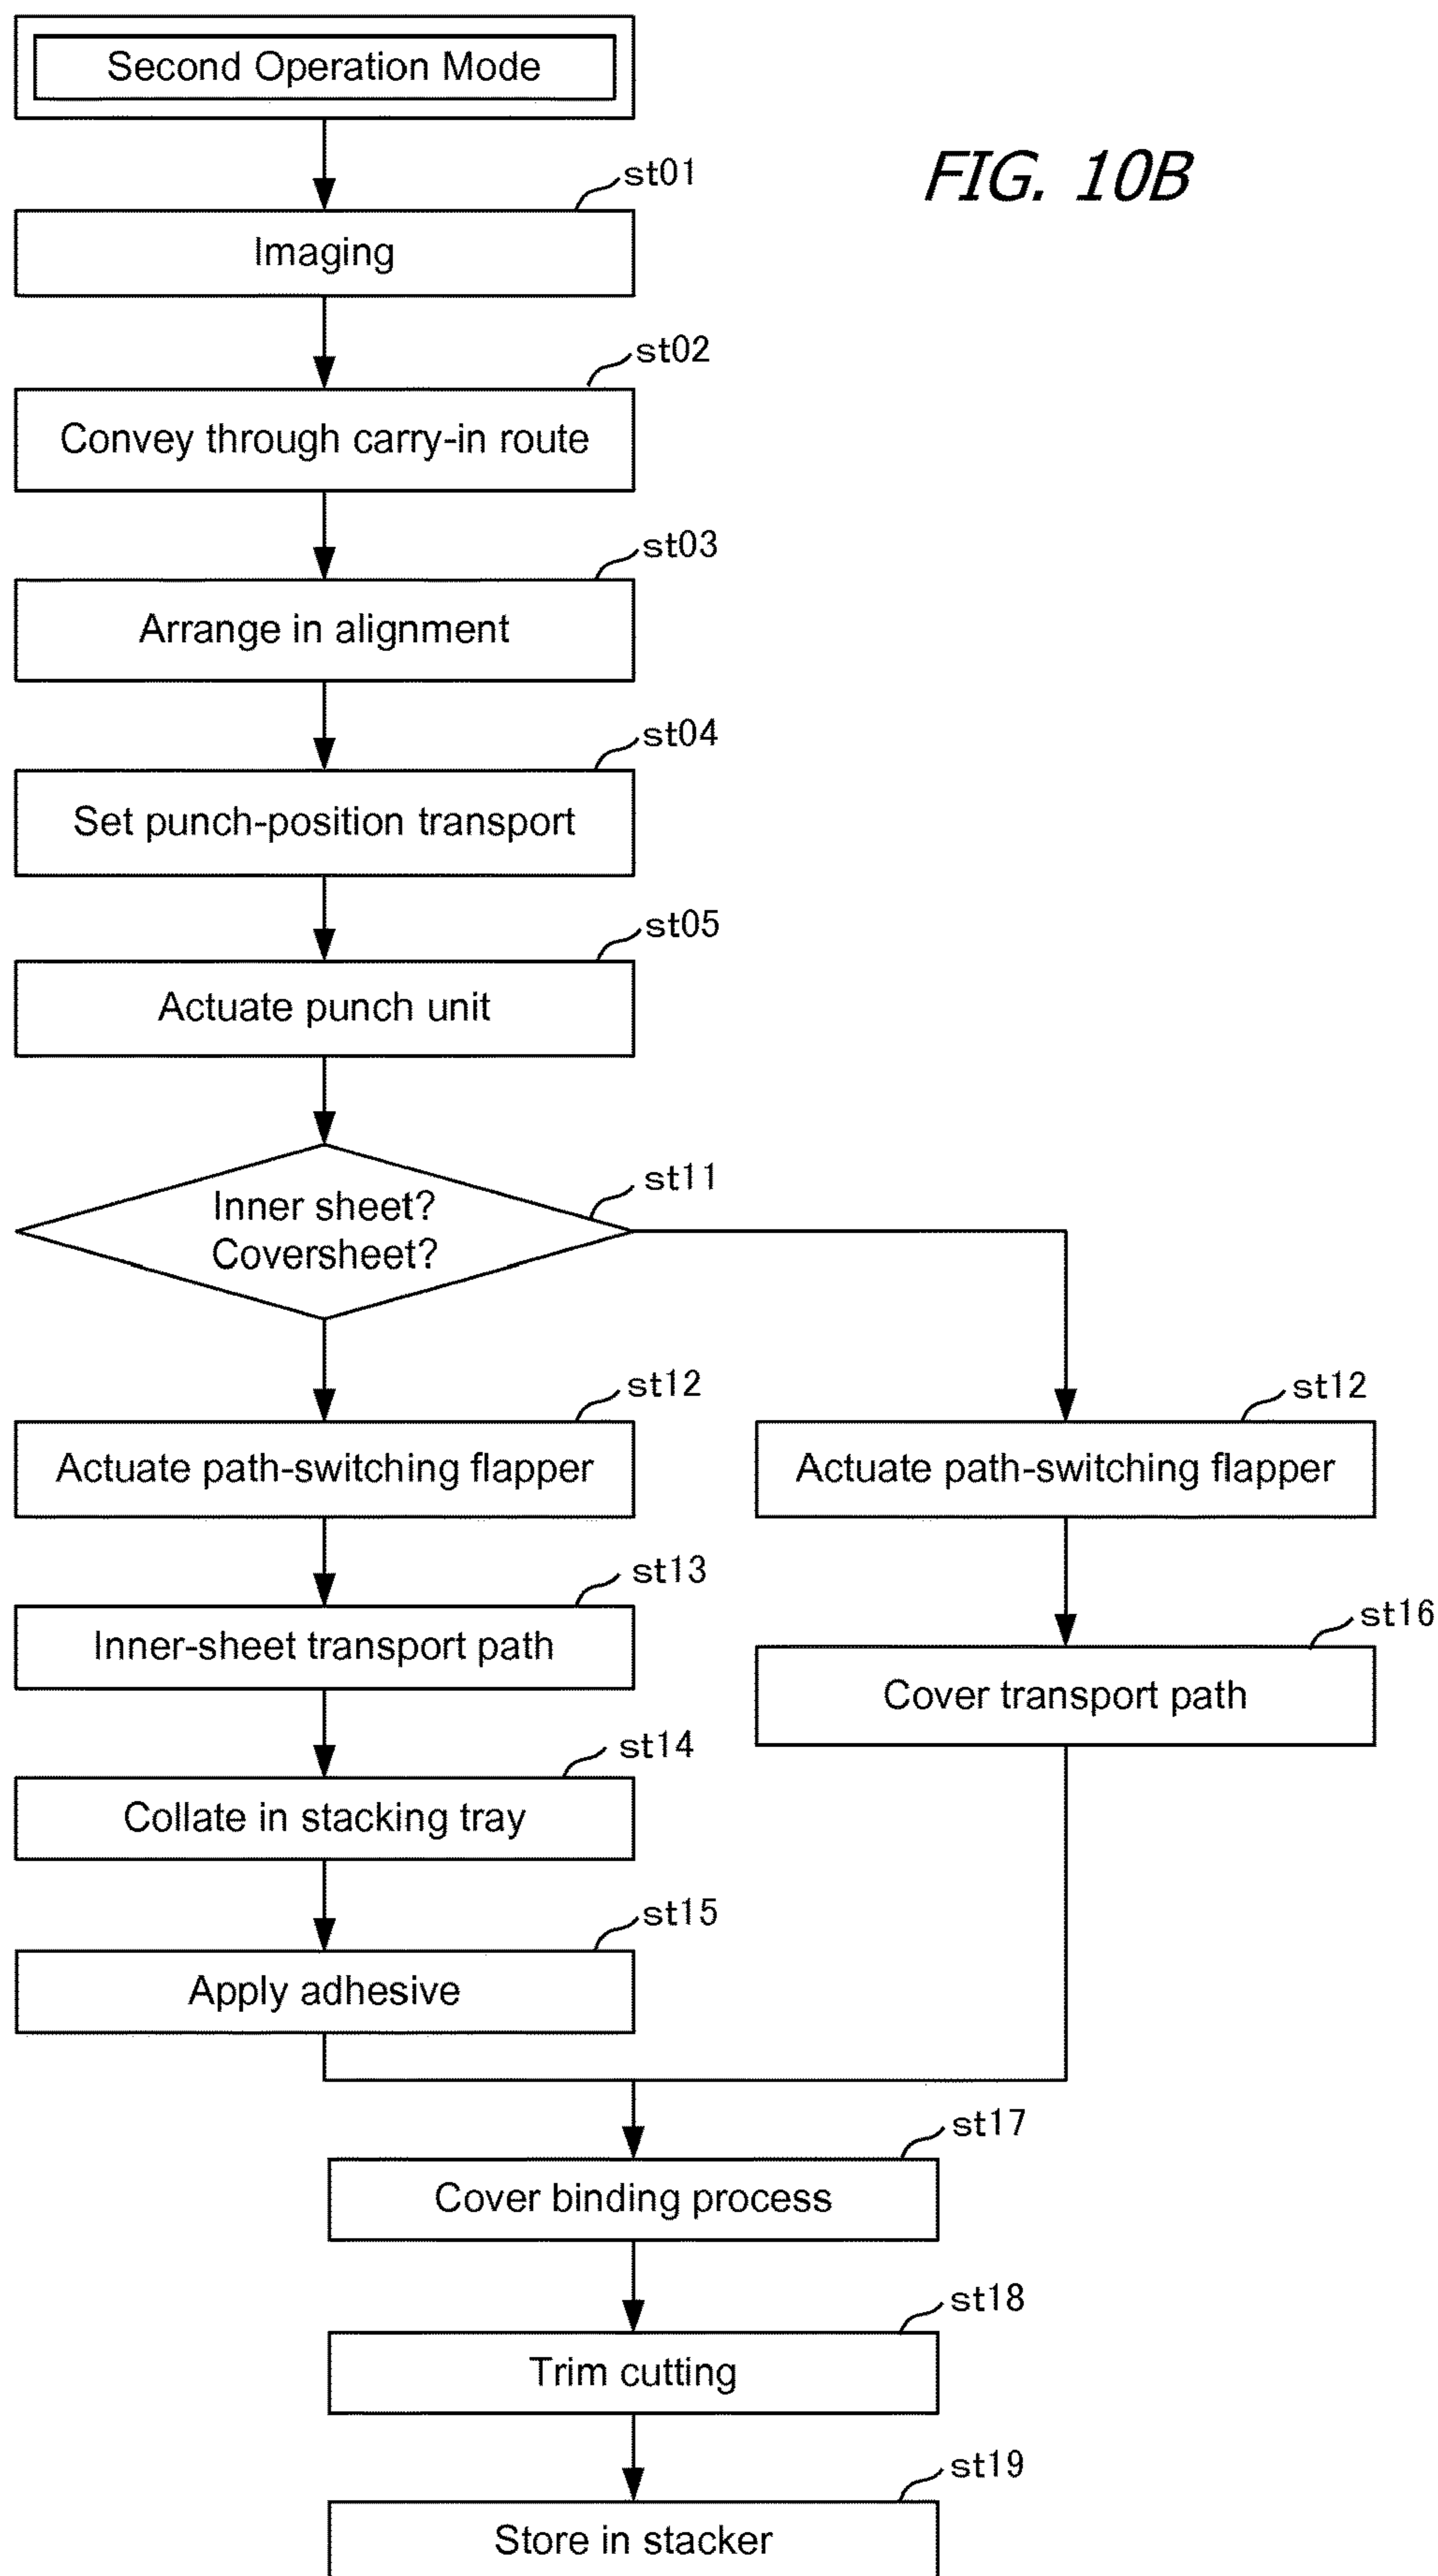 Second Operation Mode
FIG. 10B
st01
Imaging
st02
Convey through carry-in route
st03
Arrange in alignment
st04
Set punch-position transport
st05
Actuate punch unit
st11
Inner sheet?
Coversheet?
st12
Actuate path-switching flapper
st12
Actuate path-switching flapper
st13
Inner-sheet transport path
st16
Cover transport path
st14
Collate in stacking tray
st15
Apply adhesive
st17
Cover binding process
st18
Trim cutting
st19
Store in stacker